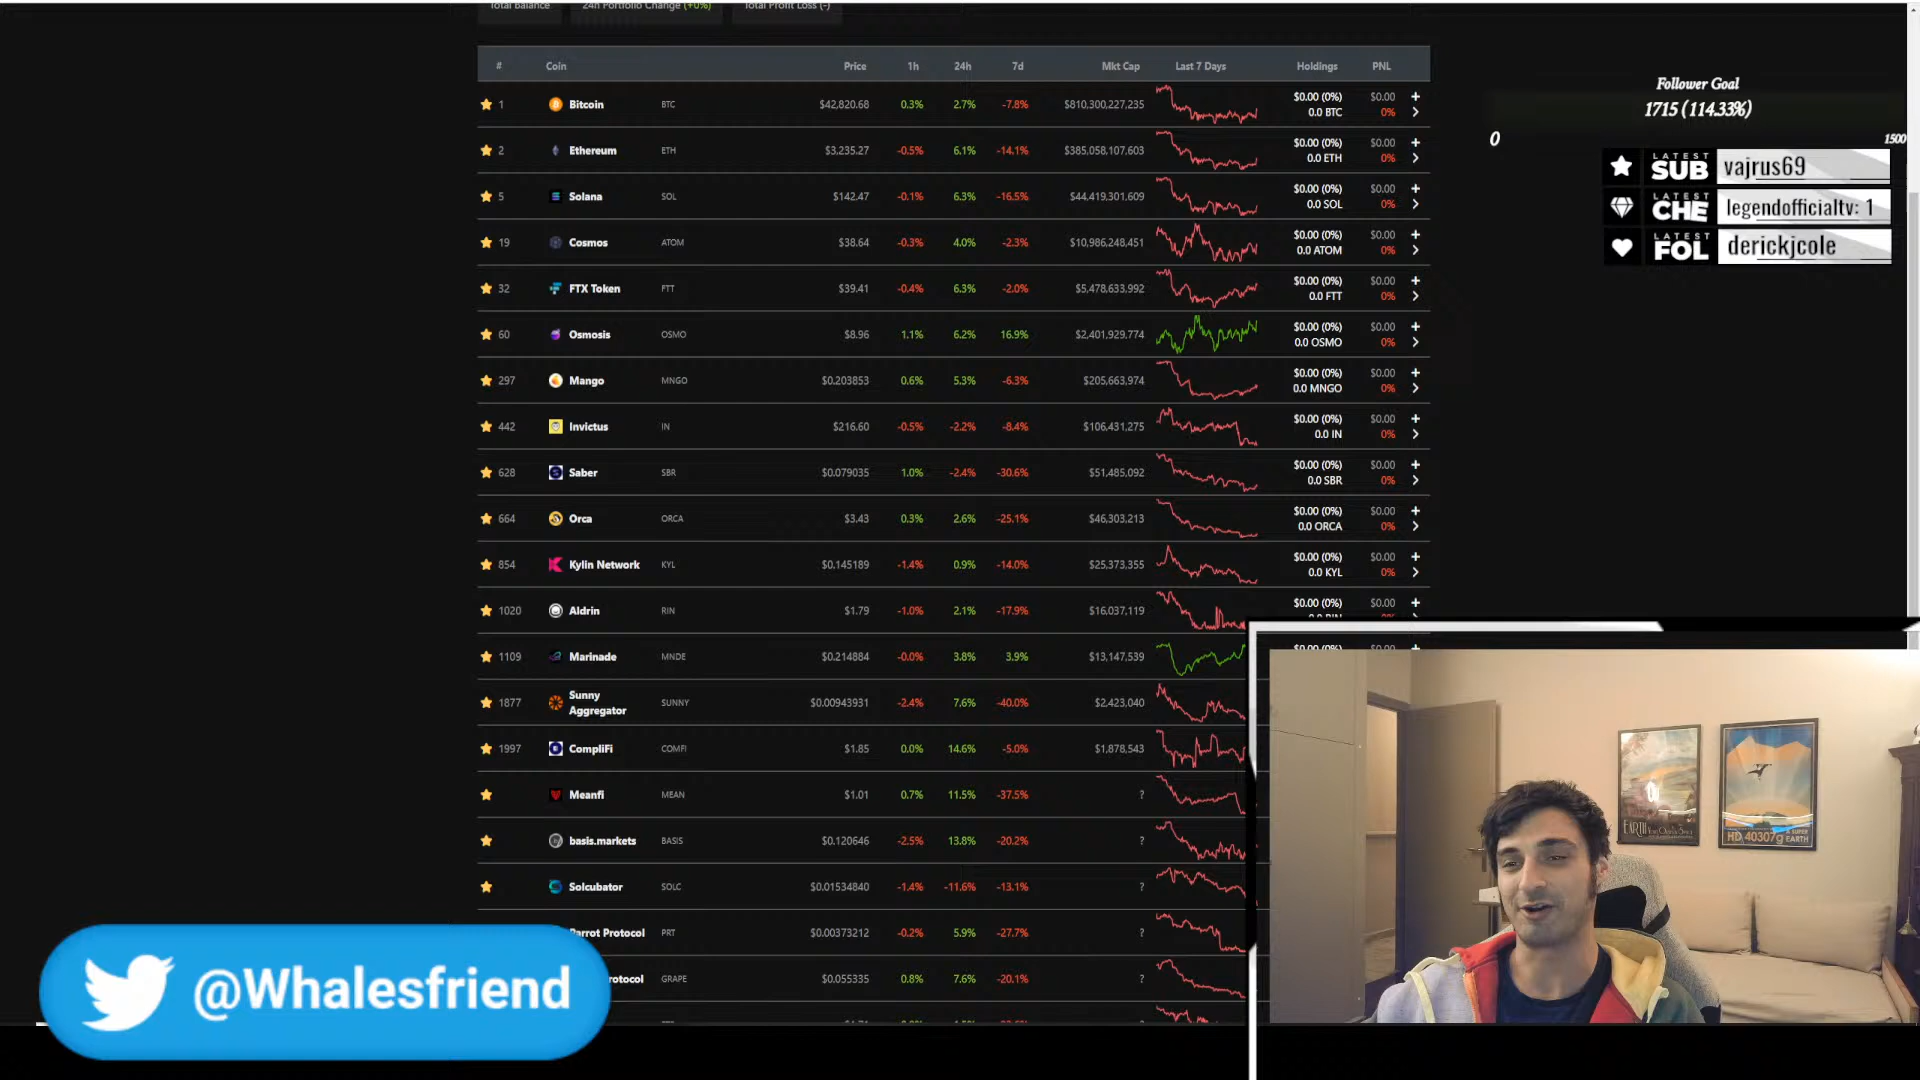 Total Balance 24h Portfolio Change (+0%) Total Profit Loss (-)
# Coin Price 1h 24h 7d Mkt Cap Last 7 Days Holdings PNL
1 Bitcoin BTC $42,820.68 0.3% 2.7% -7.8% $810,300,227,235 $0.00 (0%) $0.00 +
0.0 BTC 0%
2 Ethereum ETH $3,235.27 -0.5% 6.1% -14.1% $385,058,107,603 $0.00 (0%) $0.00 +
0.0 ETH 0%
5 Solana SOL $142.47 -0.1% 6.3% -16.5% $44,419,301,609 $0.00 (0%) $0.00 +
0.0 SOL 0%
19 Cosmos ATOM $38.64 -0.3% 4.0% -2.3% $10,986,248,451 $0.00 (0%) $0.00 +
0.0 ATOM 0%
32 FTX Token FTT $39.41 -0.4% 6.3% -2.0% $5,478,633,992 $0.00 (0%) $0.00 +
0.0 FTT 0%
60 Osmosis OSMO $8.96 1.1% 6.2% 16.9% $2,401,929,774 $0.00 (0%) $0.00 +
0.0 OSMO 0%
297 Mango MNGO $0.203853 0.6% 5.3% -6.3% $205,663,974 $0.00 (0%) $0.00 +
0.0 MNGO 0%
442 Invictus IN $216.60 -0.5% -2.2% -8.4% $106,431,275 $0.00 (0%) $0.00 +
0.0 IN 0%
628 Saber SBR $0.079035 1.0% -2.4% -30.6% $51,485,092 $0.00 (0%) $0.00 +
0.0 SBR 0%
664 Orca ORCA $3.43 0.3% 2.6% -25.1% $46,303,213 $0.00 (0%) $0.00 +
0.0 ORCA 0%
854 Kylin Network KYL $0.145189 -1.4% 0.9% -14.0% $25,373,355 $0.00 (0%) $0.00 +
0.0 KYL 0%
1020 Aldrin RIN $1.79 -1.0% 2.1% -17.9% $16,037,119 $0.00 (0%) $0.00 +
1109 Marinade MNDE $0.214884 -0.0% 3.8% 3.9% $13,147,539
1877 Sunny
Aggregator SUNNY $0.00943931 -2.4% 7.6% -40.0% $2,423,040
1997 CompliFi COMFI $1.85 0.0% 14.6% -5.0% $1,878,543
Meanfi MEAN $1.01 0.7% 11.5% -37.5% ?
basis.markets BASIS $0.120646 -2.5% 13.8% -20.2% ?
Solcubator SOLC $0.01534840 -1.4% -11.6% -13.1% ?
Parrot Protocol PRT $0.00373212 -0.2% 5.9% -27.7% ?
rotocol GRAPE $0.055335 0.8% 7.6% -20.1% ?
Follower Goal
1715 (114.33%)
0 1500
LATEST SUB vajrus69
LATEST CHE legendofficialtv: 1
LATEST FOL derickjcole
@Whalesfriend
EARTH
HD 40307g A SUPER EARTH